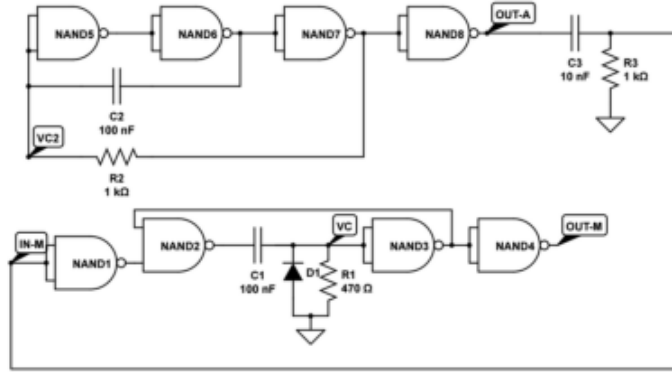 OUT-A
NAND5
NAND6
NAND7
NAND8
C3
10 nF
R3
1 kΩ
C2
100 nF
VC2
R2
1 kΩ
IN-M
VC
OUT-M
NAND1
NAND2
NAND3
NAND4
C1
100 nF
D1
R1
470 Ω